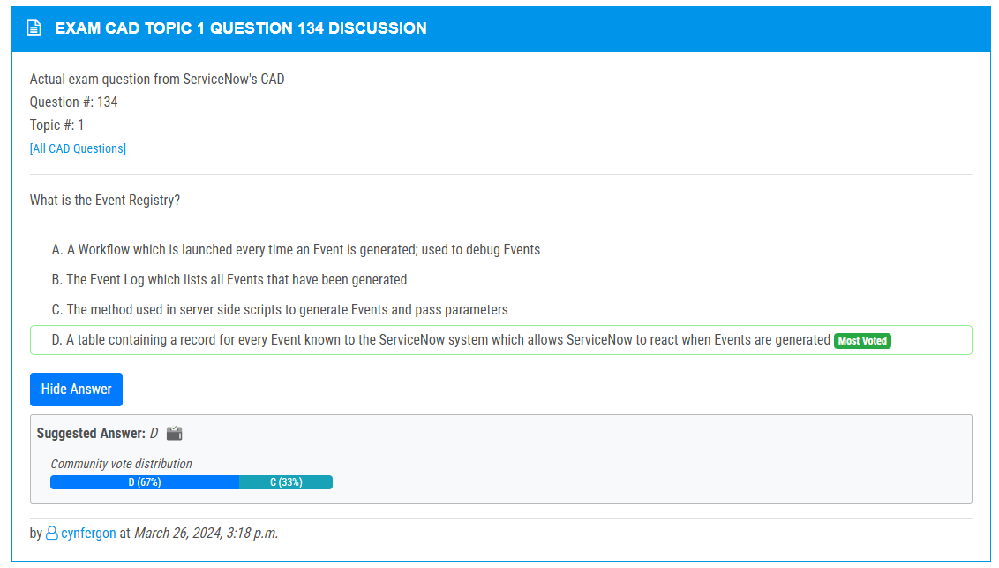 EXAM CAD TOPIC 1 QUESTION 134 DISCUSSION
Actual exam question from ServiceNow's CAD
Question #: 134
Topic #: 1
[All CAD Questions]
What is the Event Registry?
A. A Workflow which is launched every time an Event is generated; used to debug Events
B. The Event Log which lists all Events that have been generated
C. The method used in server side scripts to generate Events and pass parameters
D. A table containing a record for every Event known to the ServiceNow system which allows ServiceNow to react when Events are generated Most Voted
Hide Answer
Suggested Answer: D
Community vote distribution
D (67%) C (33%)
by cynfergon at March 26, 2024, 3:18 p.m.